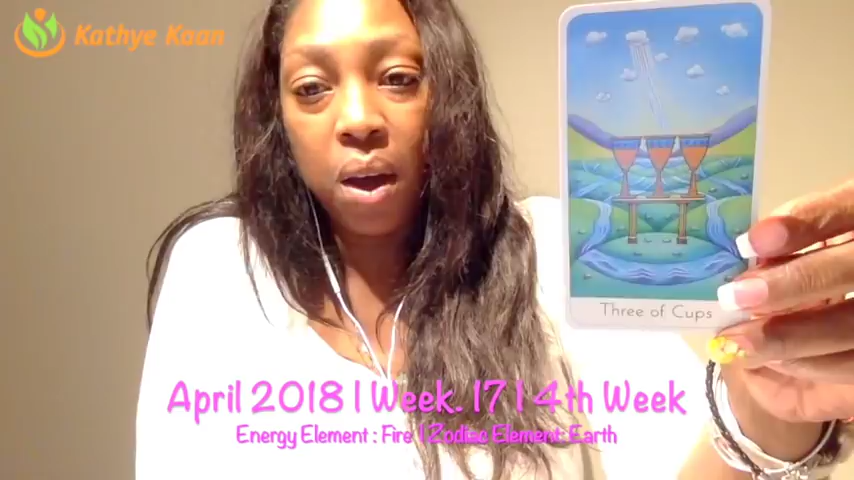 Kathye Kaan
Three of Cups
April 2018 | Week. 17 | 4th Week
Energy Element : Fire | Zodiac Element: Earth